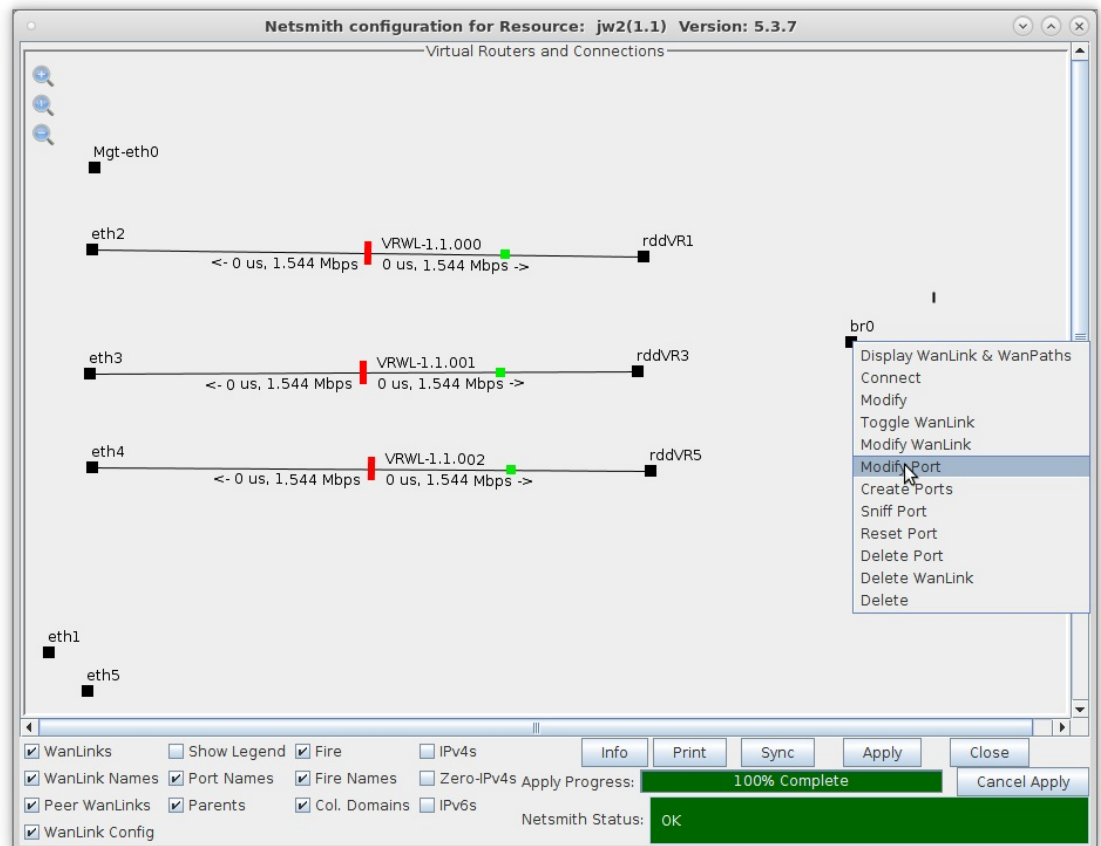 Netsmith configuration for Resource: jw2(1.1) Version: 5.3.7
Virtual Routers and Connections
Mgt-eth0
eth2
VRWL-1.1.000
rddVR1
<- 0 us, 1.544 Mbps
0 us, 1.544 Mbps ->
br0
eth3
VRWL-1.1.001
rddVR3
<- 0 us, 1.544 Mbps
0 us, 1.544 Mbps ->
eth4
VRWL-1.1.002
rddVR5
<- 0 us, 1.544 Mbps
0 us, 1.544 Mbps ->
Display WanLink & WanPaths
Connect
Modify
Toggle WanLink
Modify WanLink
Modify Port
Create Ports
Sniff Port
Reset Port
Delete Port
Delete WanLink
Delete
eth1
eth5
WanLinks Show Legend Fire IPv4s Info Print Sync Apply Close
WanLink Names Port Names Fire Names Zero-IPv4s Apply Progress: 100% Complete Cancel Apply
Peer WanLinks Parents Col. Domains IPv6s Netsmith Status: OK
WanLink Config